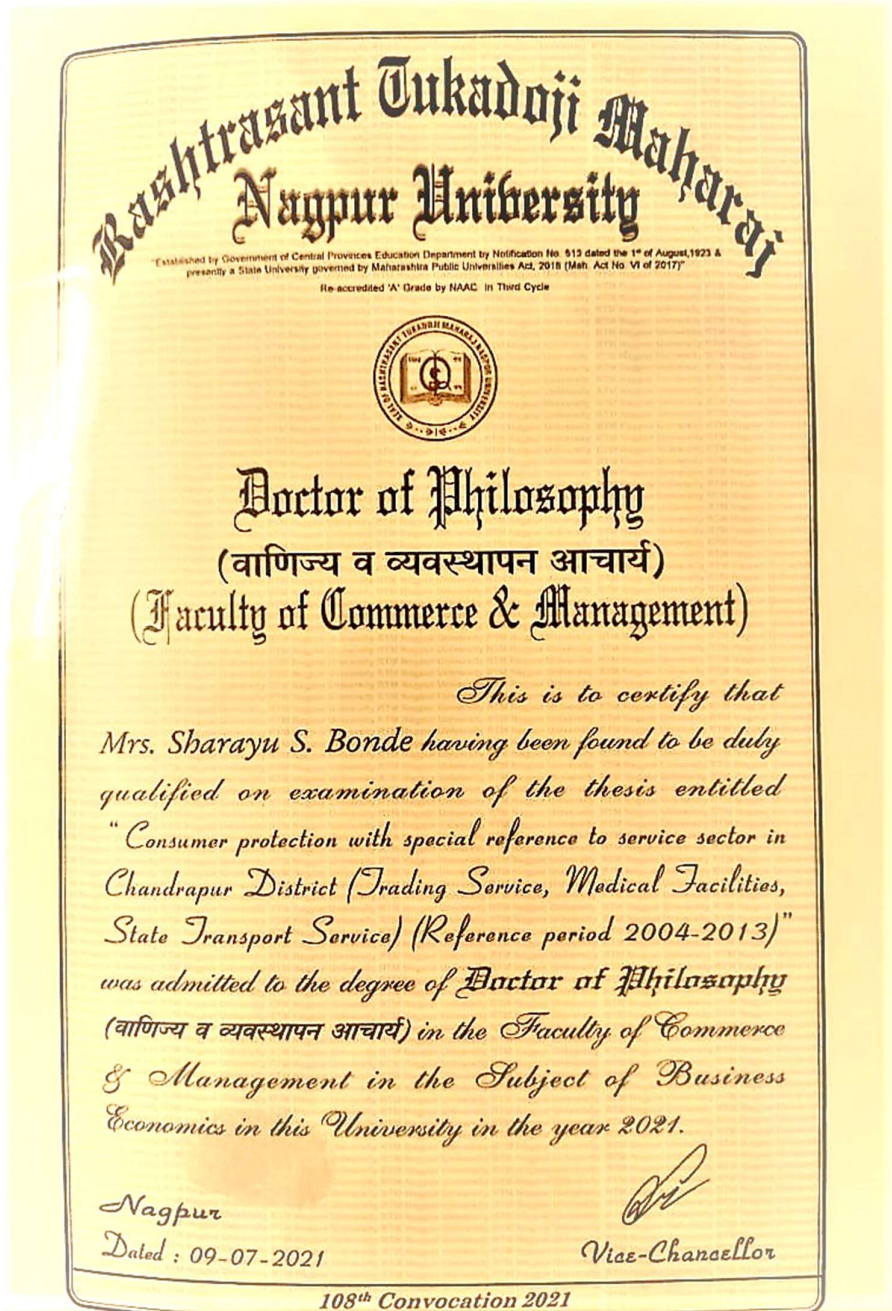 Rashtrasant Tukadoji Maharaj
Nagpur University
"Established by Government of Central Provinces Education Department by Notification No. 513 dated the 1st of August,1923 &
presently a State University governed by Maharashtra Public Universities Act, 2016 (Mah. Act No. VI of 2017)"
Re-accredited 'A' Grade by NAAC in Third Cycle
SEAL OF RASHTRASANT TUKADOJI MAHARAJ NAGPUR UNIVERSITY
Doctor of Philosophy
(वाणिज्य व व्यवस्थापन आचार्य)
(Faculty of Commerce & Management)
This is to certify that
Mrs. Sharayu S. Bonde having been found to be duly
qualified on examination of the thesis entitled
" Consumer protection with special reference to service sector in
Chandrapur District (Trading Service, Medical Facilities,
State Transport Service) (Reference period 2004-2013)"
was admitted to the degree of Doctor of Philosophy
(वाणिज्य व व्यवस्थापन आचार्य) in the Faculty of Commerce
& Management in the Subject of Business
Economics in this University in the year 2021.
Nagpur
Dated : 09-07-2021
Vice-Chancellor
108th Convocation 2021